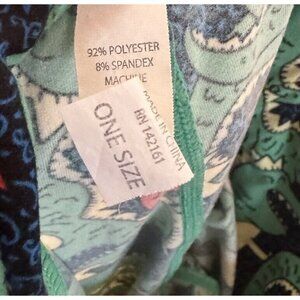 92% POLYESTER
8% SPANDEX
MACHINE
MADE IN CHINA
RN 142161
ONE SIZE